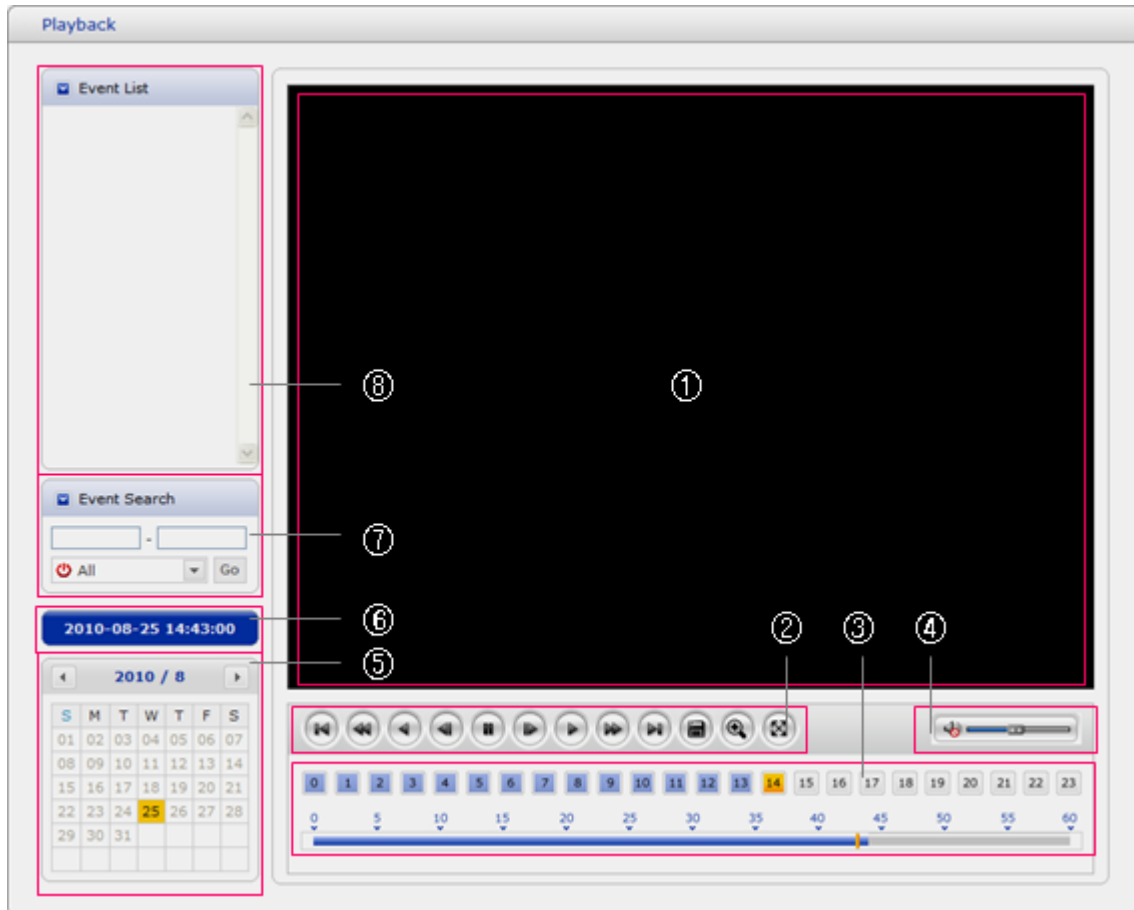 Playback
Event List
⑧
①
Event Search
-
⑦
All
Go
2010-08-25 14:43:00
⑥
②
③
④
⑤
2010 / 8
S M T W T F S
01 02 03 04 05 06 07
08 09 10 11 12 13 14
15 16 17 18 19 20 21
22 23 24 25 26 27 28
29 30 31
0 1 2 3 4 5 6 7 8 9 10 11 12 13 14 15 16 17 18 19 20 21 22 23
0 5 10 15 20 25 30 35 40 45 50 55 60